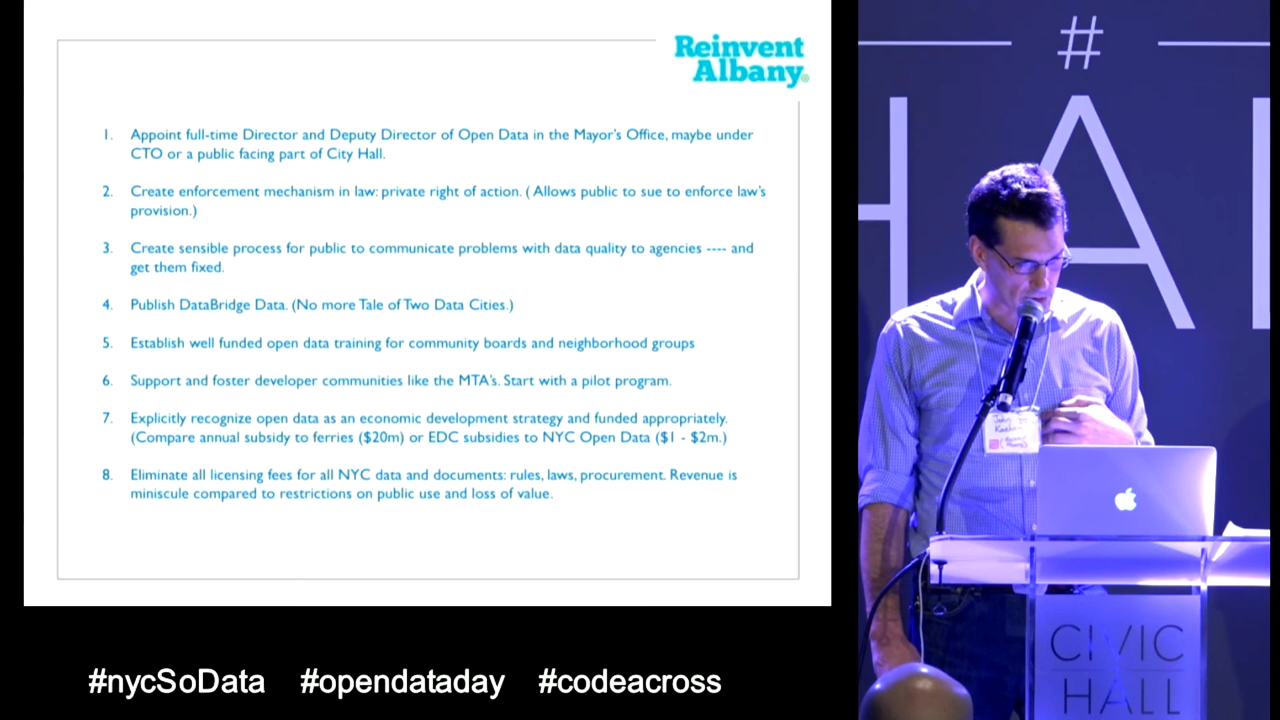 Reinvent
Albany
1. Appoint full-time Director and Deputy Director of Open Data in the Mayor's Office, maybe under
CTO or a public facing part of City Hall.
2. Create enforcement mechanism in law: private right of action. ( Allows public to sue to enforce law's
provision.)
3. Create sensible process for public to communicate problems with data quality to agencies ---- and
get them fixed.
4. Publish DataBridge Data. (No more Tale of Two Data Cities.)
5. Establish well funded open data training for community boards and neighborhood groups
6. Support and foster developer communities like the MTA's. Start with a pilot program.
7. Explicitly recognize open data as an economic development strategy and funded appropriately.
(Compare annual subsidy to ferries ($20m) or EDC subsidies to NYC Open Data ($1 - $2m.)
8. Eliminate all licensing fees for all NYC data and documents: rules, laws, procurement. Revenue is
miniscule compared to restrictions on public use and loss of value.
#nycSoData #opendataday #codeacross
#
HAL
CIVIC
HALL